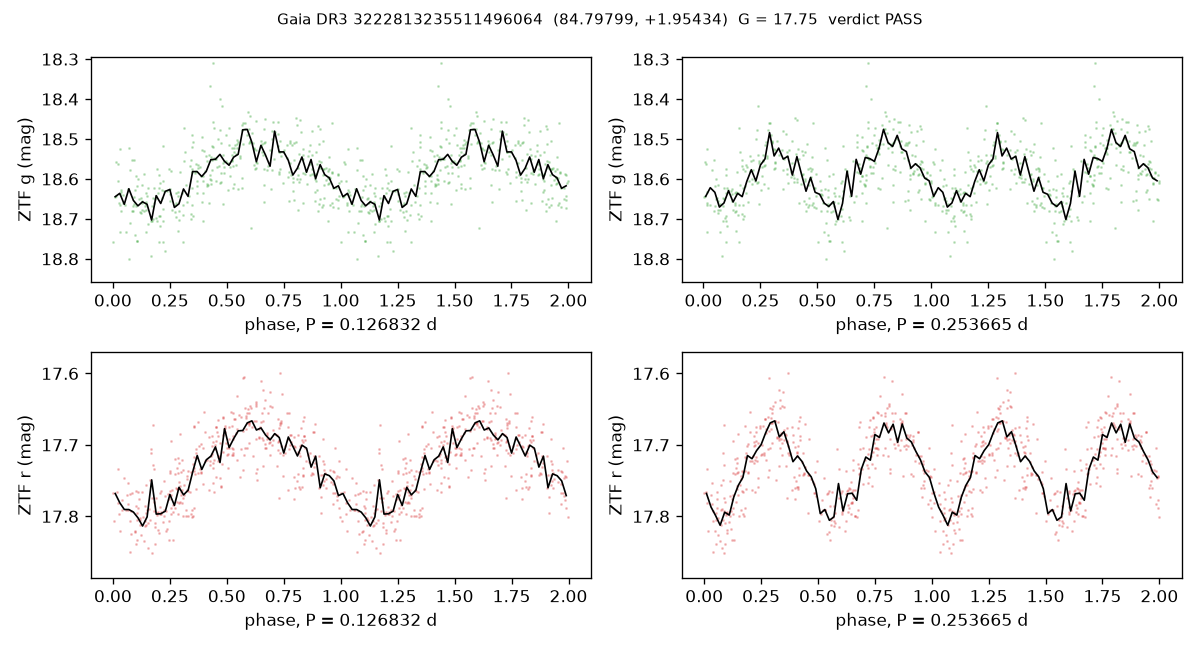 Gaia DR3 3222813235511496064 (84.79799, +1.95434) G = 17.75 verdict PASS
ZTF g (mag)
18.3
18.4
18.5
18.6
18.7
18.8
0.00 0.25 0.50 0.75 1.00 1.25 1.50 1.75 2.00
phase, P = 0.126832 d
ZTF g (mag)
18.3
18.4
18.5
18.6
18.7
18.8
0.00 0.25 0.50 0.75 1.00 1.25 1.50 1.75 2.00
phase, P = 0.253665 d
ZTF r (mag)
17.6
17.7
17.8
0.00 0.25 0.50 0.75 1.00 1.25 1.50 1.75 2.00
phase, P = 0.126832 d
ZTF r (mag)
17.6
17.7
17.8
0.00 0.25 0.50 0.75 1.00 1.25 1.50 1.75 2.00
phase, P = 0.253665 d